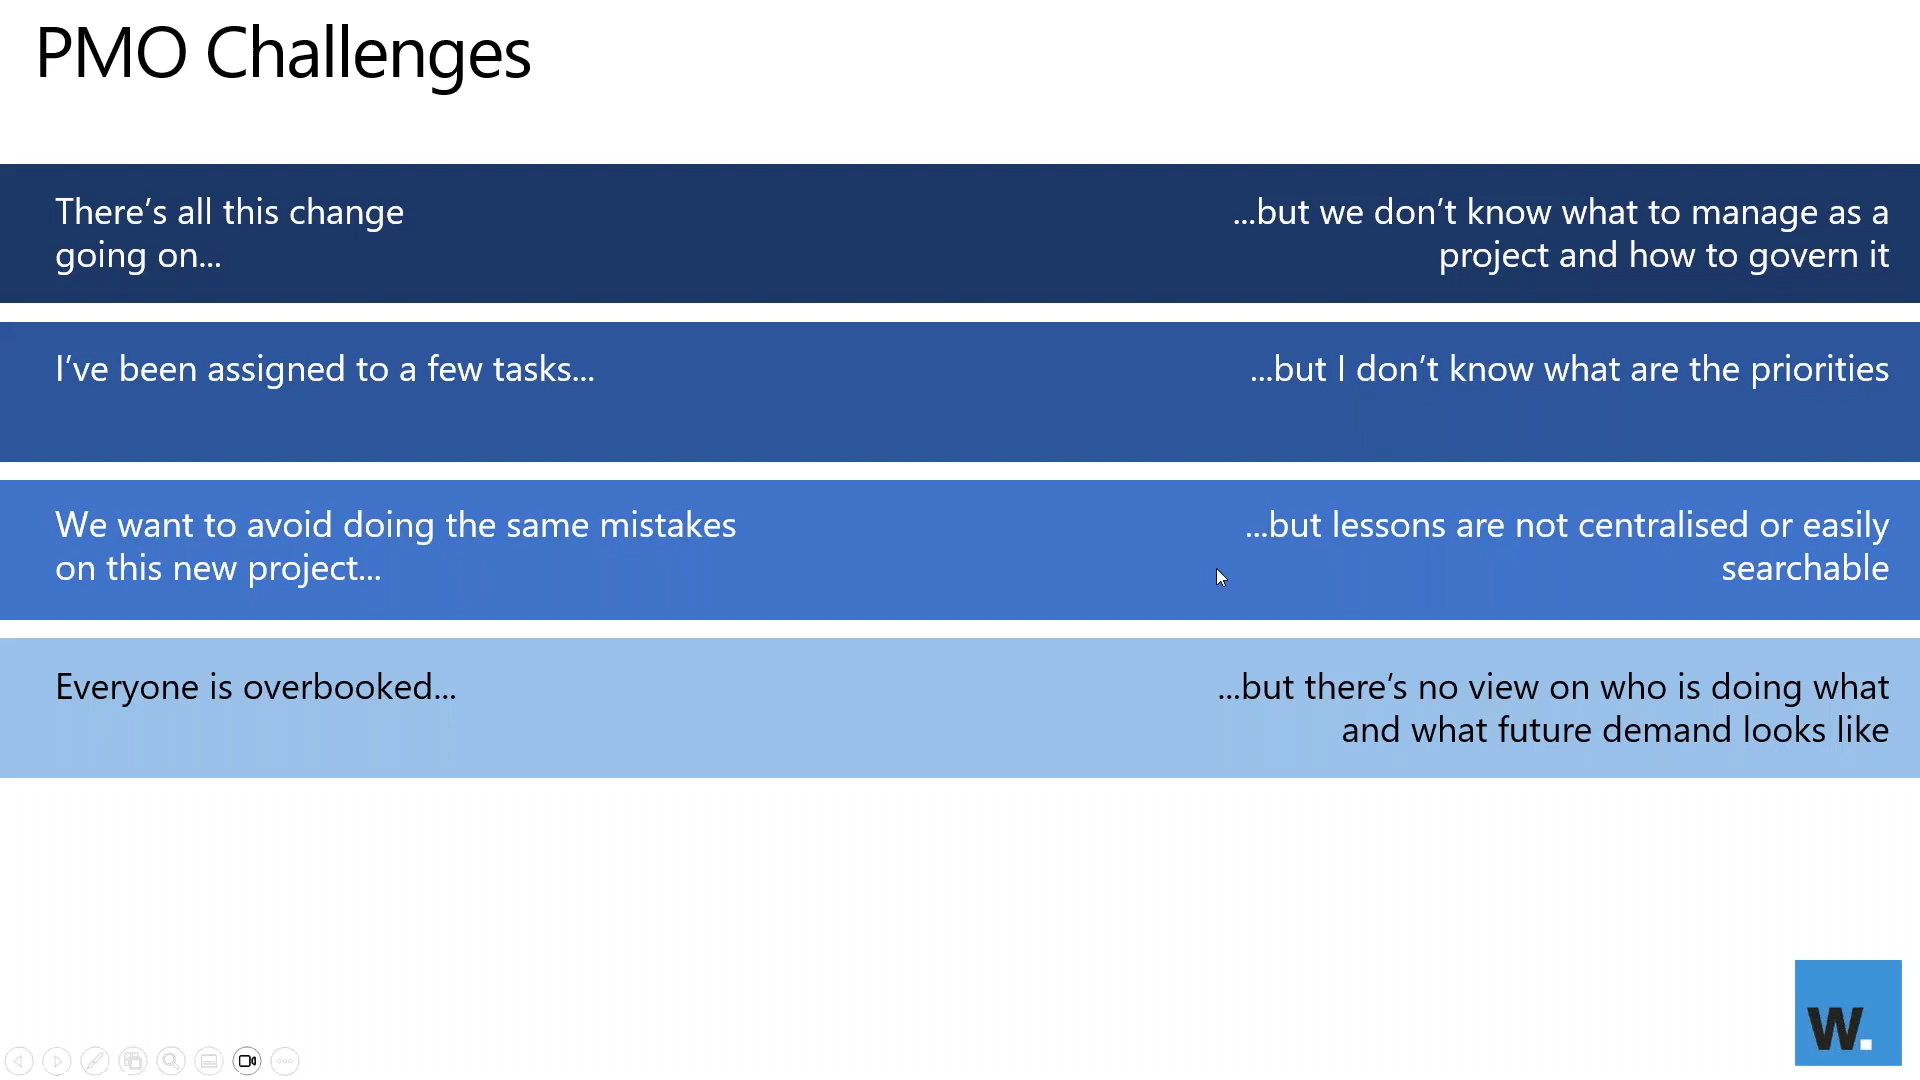 PMO Challenges
There’s all this change
going on...
...but we don’t know what to manage as a
project and how to govern it
I’ve been assigned to a few tasks...
...but I don’t know what are the priorities
We want to avoid doing the same mistakes
on this new project...
...but lessons are not centralised or easily
searchable
Everyone is overbooked...
...but there’s no view on who is doing what
and what future demand looks like
W.